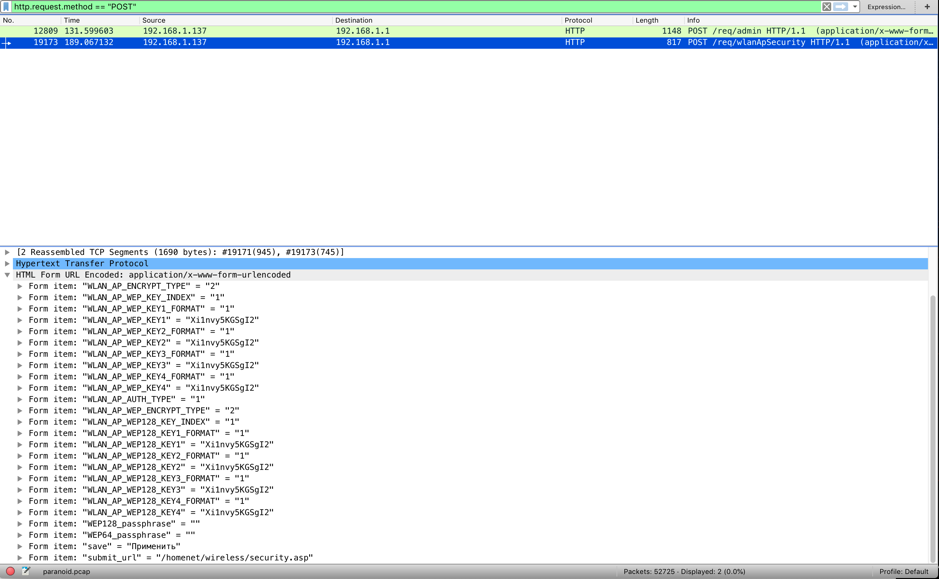 http.request.method == "POST"
Expression... +
No. Time Source Destination Protocol Length Info
12809 131.599603 192.168.1.137 192.168.1.1 HTTP 1148 POST /req/admin HTTP/1.1 (application/x-www-form…
19173 189.067132 192.168.1.137 192.168.1.1 HTTP 817 POST /req/wlanApSecurity HTTP/1.1 (application/x…
[2 Reassembled TCP Segments (1690 bytes): #19171(945), #19173(745)]
Hypertext Transfer Protocol
HTML Form URL Encoded: application/x-www-form-urlencoded
Form item: "WLAN_AP_ENCRYPT_TYPE" = "2"
Form item: "WLAN_AP_WEP_KEY_INDEX" = "1"
Form item: "WLAN_AP_WEP_KEY1_FORMAT" = "1"
Form item: "WLAN_AP_WEP_KEY1" = "Xi1nvy5KGSgI2"
Form item: "WLAN_AP_WEP_KEY2_FORMAT" = "1"
Form item: "WLAN_AP_WEP_KEY2" = "Xi1nvy5KGSgI2"
Form item: "WLAN_AP_WEP_KEY3_FORMAT" = "1"
Form item: "WLAN_AP_WEP_KEY3" = "Xi1nvy5KGSgI2"
Form item: "WLAN_AP_WEP_KEY4_FORMAT" = "1"
Form item: "WLAN_AP_WEP_KEY4" = "Xi1nvy5KGSgI2"
Form item: "WLAN_AP_AUTH_TYPE" = "1"
Form item: "WLAN_AP_WEP_ENCRYPT_TYPE" = "2"
Form item: "WLAN_AP_WEP128_KEY_INDEX" = "1"
Form item: "WLAN_AP_WEP128_KEY1_FORMAT" = "1"
Form item: "WLAN_AP_WEP128_KEY1" = "Xi1nvy5KGSgI2"
Form item: "WLAN_AP_WEP128_KEY2_FORMAT" = "1"
Form item: "WLAN_AP_WEP128_KEY2" = "Xi1nvy5KGSgI2"
Form item: "WLAN_AP_WEP128_KEY3_FORMAT" = "1"
Form item: "WLAN_AP_WEP128_KEY3" = "Xi1nvy5KGSgI2"
Form item: "WLAN_AP_WEP128_KEY4_FORMAT" = "1"
Form item: "WLAN_AP_WEP128_KEY4" = "Xi1nvy5KGSgI2"
Form item: "WEP128_passphrase" = ""
Form item: "WEP64_passphrase" = ""
Form item: "save" = "Применить"
Form item: "submit_url" = "/homenet/wireless/security.asp"
paranoid.pcap Packets: 52725 · Displayed: 2 (0.0%) Profile: Default